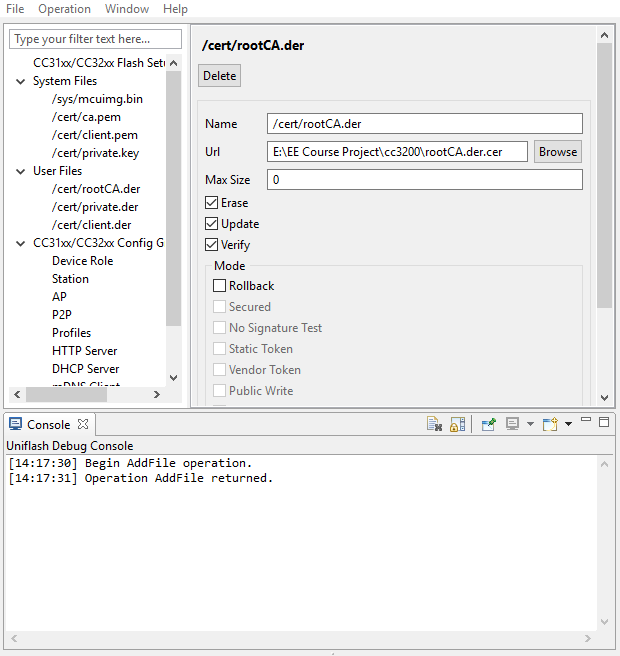 File Operation Window Help
Type your filter text here...
CC31xx/CC32xx Flash Setu
System Files
/sys/mcuimg.bin
/cert/ca.pem
/cert/client.pem
/cert/private.key
User Files
/cert/rootCA.der
/cert/private.der
/cert/client.der
CC31xx/CC32xx Config G
Device Role
Station
AP
P2P
Profiles
HTTP Server
DHCP Server
mDNS Client
/cert/rootCA.der
Delete
Name /cert/rootCA.der
Url E:\EE Course Project\cc3200\rootCA.der.cer Browse
Max Size 0
Erase
Update
Verify
Mode
Rollback
Secured
No Signature Test
Static Token
Vendor Token
Public Write
Console
Uniflash Debug Console
[14:17:30] Begin AddFile operation.
[14:17:31] Operation AddFile returned.